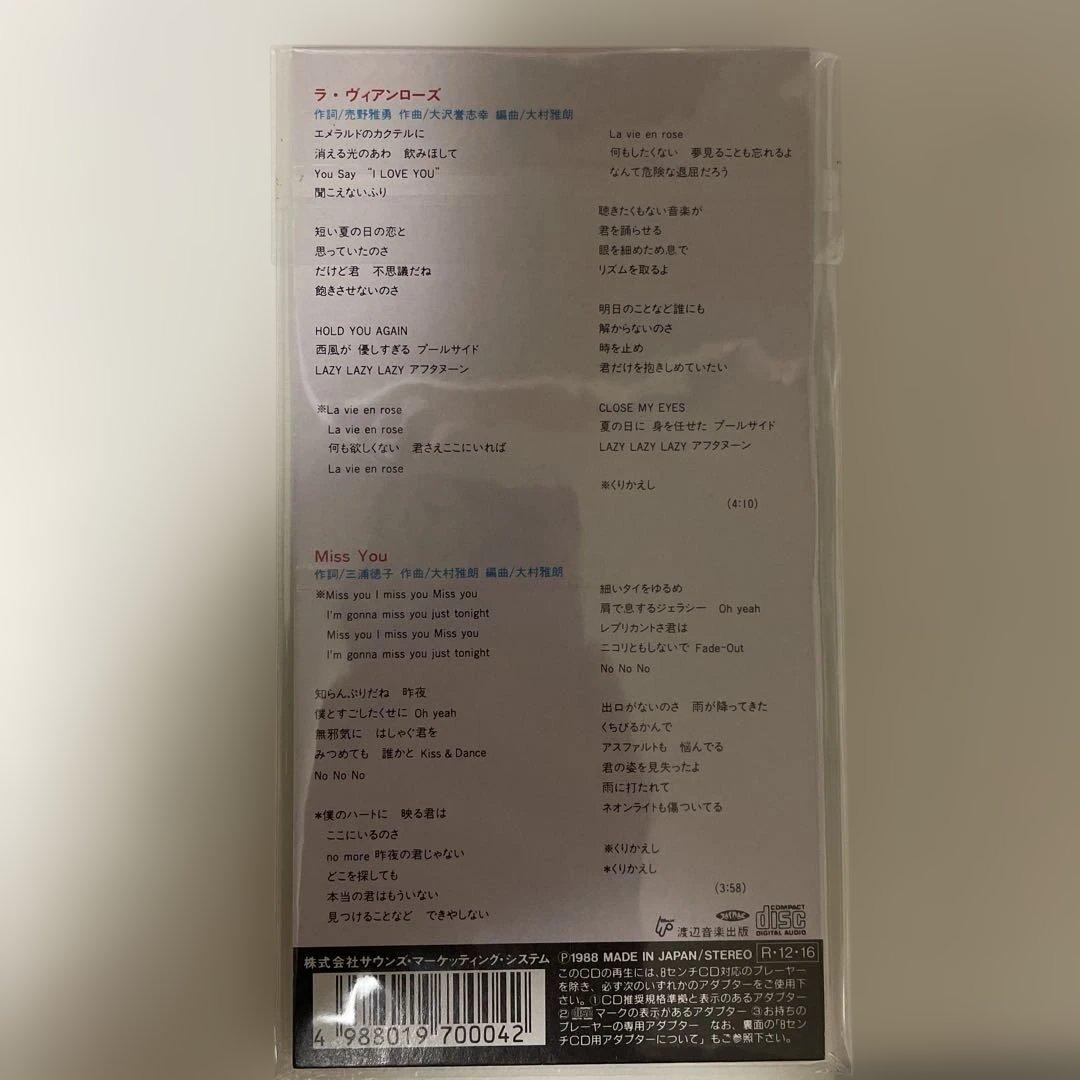 ラ・ヴィアンローズ
作詞/売野雅勇 作曲/大沢誉志幸 編曲/大村雅朗
エメラルドのカクテルに
消える光のあわ 飲みほして
You Say “I LOVE YOU”
聞こえないふり
短い夏の日の恋と
思っていたのさ
だけど君 不思議だね
飽きさせないのさ
HOLD YOU AGAIN
西風が 優しすぎる プールサイド
LAZY LAZY LAZY アフタヌーン
※La vie en rose
La vie en rose
何も欲しくない 君さえここにいれば
La vie en rose
La vie en rose
何もしたくない 夢見ることも忘れるよ
なんて危険な退屈だろう
聴きたくもない音楽が
君を踊らせる
眼を細めため息で
リズムを取るよ
明日のことなど誰にも
解からないのさ
時を止め
君だけを抱きしめていたい
CLOSE MY EYES
夏の日に 身を任せた プールサイド
LAZY LAZY LAZY アフタヌーン
※くりかえし
(4:10)
Miss You
作詞/三浦徳子 作曲/大村雅朗 編曲/大村雅朗
※Miss you I miss you Miss you
I'm gonna miss you just tonight
Miss you I miss you Miss you
I'm gonna miss you just tonight
知らんぷりだね 昨夜
僕とすごしたくせに Oh yeah
無邪気に はしゃぐ君を
みつめても 誰かと Kiss & Dance
No No No
*僕のハートに 映る君は
ここにいるのさ
no more 昨夜の君じゃない
どこを探しても
本当の君はもういない
見つけることなど できやしない
細いタイをゆるめ
肩で息するジェラシー Oh yeah
レプリカントさ君は
ニコリともしないで Fade-Out
No No No
出口がないのさ 雨が降ってきた
くちびるかんで
アスファルトも 悩んでる
君の姿を見失ったよ
雨に打たれて
ネオンライトも傷ついてる
※くりかえし
*くりかえし
(3:58)
渡辺音楽出版
COMPACT
disc
DIGITAL AUDIO
株式会社サウンズ・マーケッティング・システム
4 988019 700042
Ⓟ1988 MADE IN JAPAN/STEREO R・12・16
このCDの再生には、8センチCD対応のプレーヤー
を除き、必ず次のいずれかのアダプターをご使用下
さい。①CD推奨規格準拠と表示のあるアダプター
② マークの表示があるアダプター ③お持ちの
プレーヤーの専用アダプター なお、裏面の「8セン
チCD用アダプターについて」もご参照下さい。